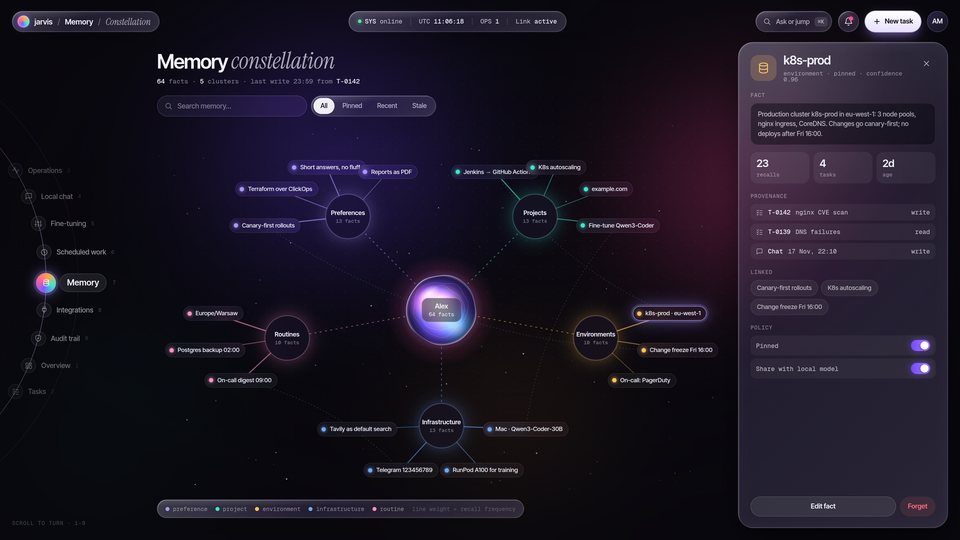 jarvis / Memory / Constellation
SYS online UTC 11:06:18 OPS 1 Link active
Ask or jump ⌘K
+ New task
AM
Memory constellation
64 facts · 5 clusters · last write 23:59 from T-0142
Search memory...
All Pinned Recent Stale
Operations
Local chat
Fine-tuning
Scheduled work
Memory
Integrations
Audit trail
Overview
Tasks
SCROLL TO TURN · 1-9
Short answers, no fluff
Reports as PDF
Terraform over ClickOps
Canary-first rollouts
Preferences
13 facts
Jenkins → GitHub Action
K8s autoscaling
example.com
Fine-tune Qwen3-Coder
Projects
13 facts
Alex
64 facts
Europe/Warsaw
Postgres backup 02:00
On-call digest 09:00
Routines
10 facts
k8s-prod · eu-west-1
Change freeze Fri 16:00
On-call: PagerDuty
Environments
10 facts
Infrastructure
13 facts
Tavily as default search
Mac · Qwen3-Coder-30B
Telegram 123456789
RunPod A100 for training
preference project environment infrastructure routine line weight = recall frequency
k8s-prod
environment · pinned · confidence
0.96
FACT
Production cluster k8s-prod in eu-west-1: 3 node pools,
nginx ingress, CoreDNS. Changes go canary-first; no
deploys after Fri 16:00.
23 4 2d
recalls tasks age
PROVENANCE
T-0142 nginx CVE scan write
T-0139 DNS failures read
Chat 17 Nov, 22:10 write
LINKED
Canary-first rollouts K8s autoscaling
Change freeze Fri 16:00
POLICY
Pinned
Share with local model
Edit fact Forget